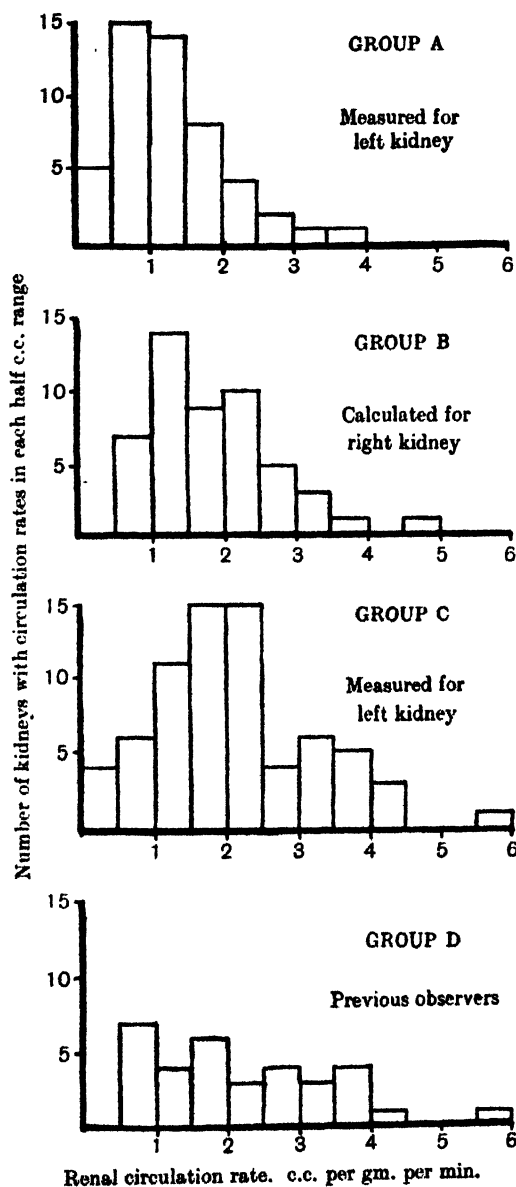 Number of kidneys with circulation rates in each half c.c. range
15
10
5
GROUP A
Measured for
left kidney
1 2 3 4 5 6
15
10
5
GROUP B
Calculated for
right kidney
1 2 3 4 5 6
15
10
5
GROUP C
Measured for
left kidney
1 2 3 4 5 6
15
10
5
GROUP D
Previous observers
1 2 3 4 5 6
Renal circulation rate. c.c. per gm. per min.